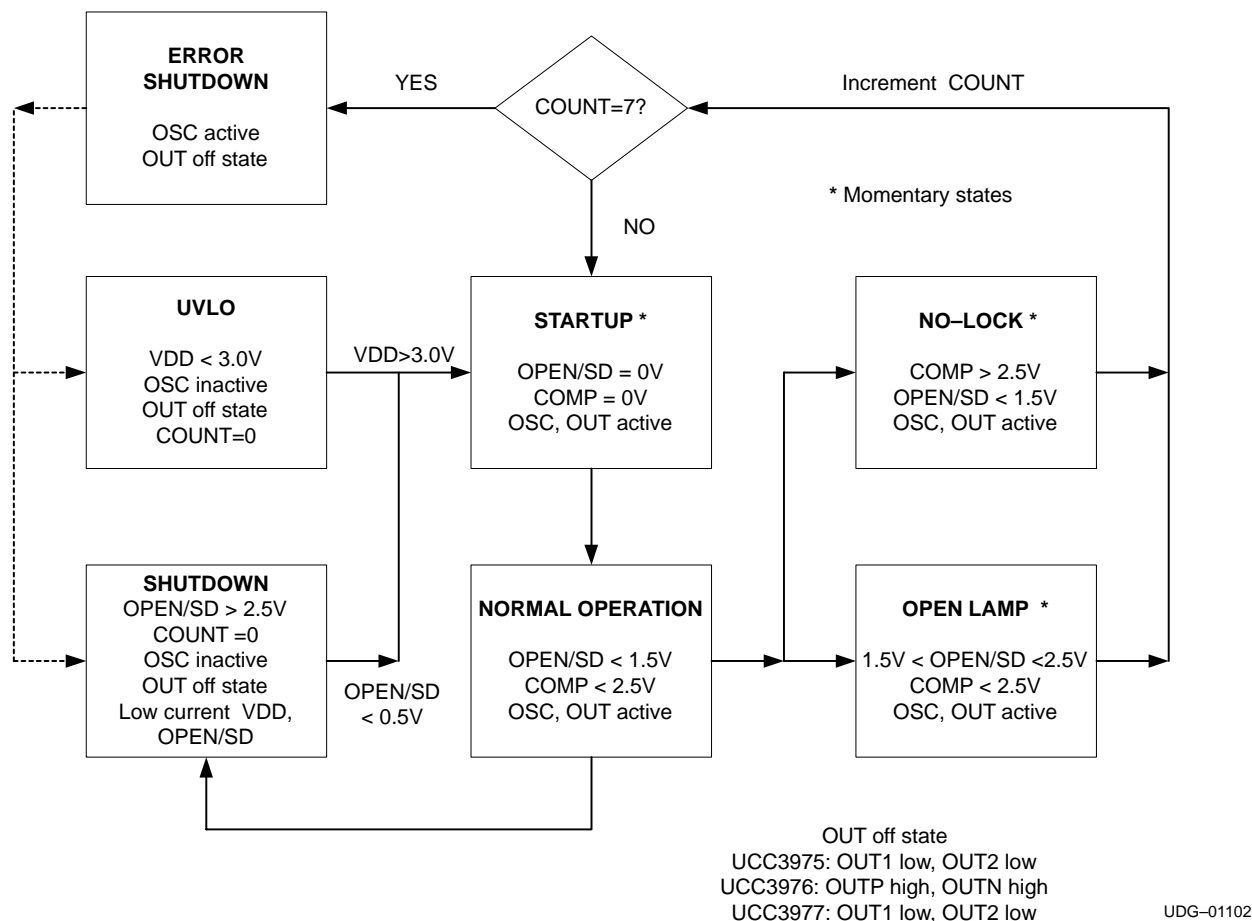 ERROR
SHUTDOWN
OSC active
OUT off state
YES
COUNT=7?
Increment COUNT
* Momentary states
NO
UVLO
VDD < 3.0V
OSC inactive
OUT off state
COUNT=0
VDD>3.0V
STARTUP *
OPEN/SD = 0V
COMP = 0V
OSC, OUT active
NO–LOCK *
COMP > 2.5V
OPEN/SD < 1.5V
OSC, OUT active
SHUTDOWN
OPEN/SD > 2.5V
COUNT =0
OSC inactive
OUT off state
Low current VDD,
OPEN/SD
OPEN/SD
< 0.5V
NORMAL OPERATION
OPEN/SD < 1.5V
COMP < 2.5V
OSC, OUT active
OPEN LAMP *
1.5V < OPEN/SD <2.5V
COMP < 2.5V
OSC, OUT active
OUT off state
UCC3975: OUT1 low, OUT2 low
UCC3976: OUTP high, OUTN high
UCC3977: OUT1 low, OUT2 low
UDG–01102